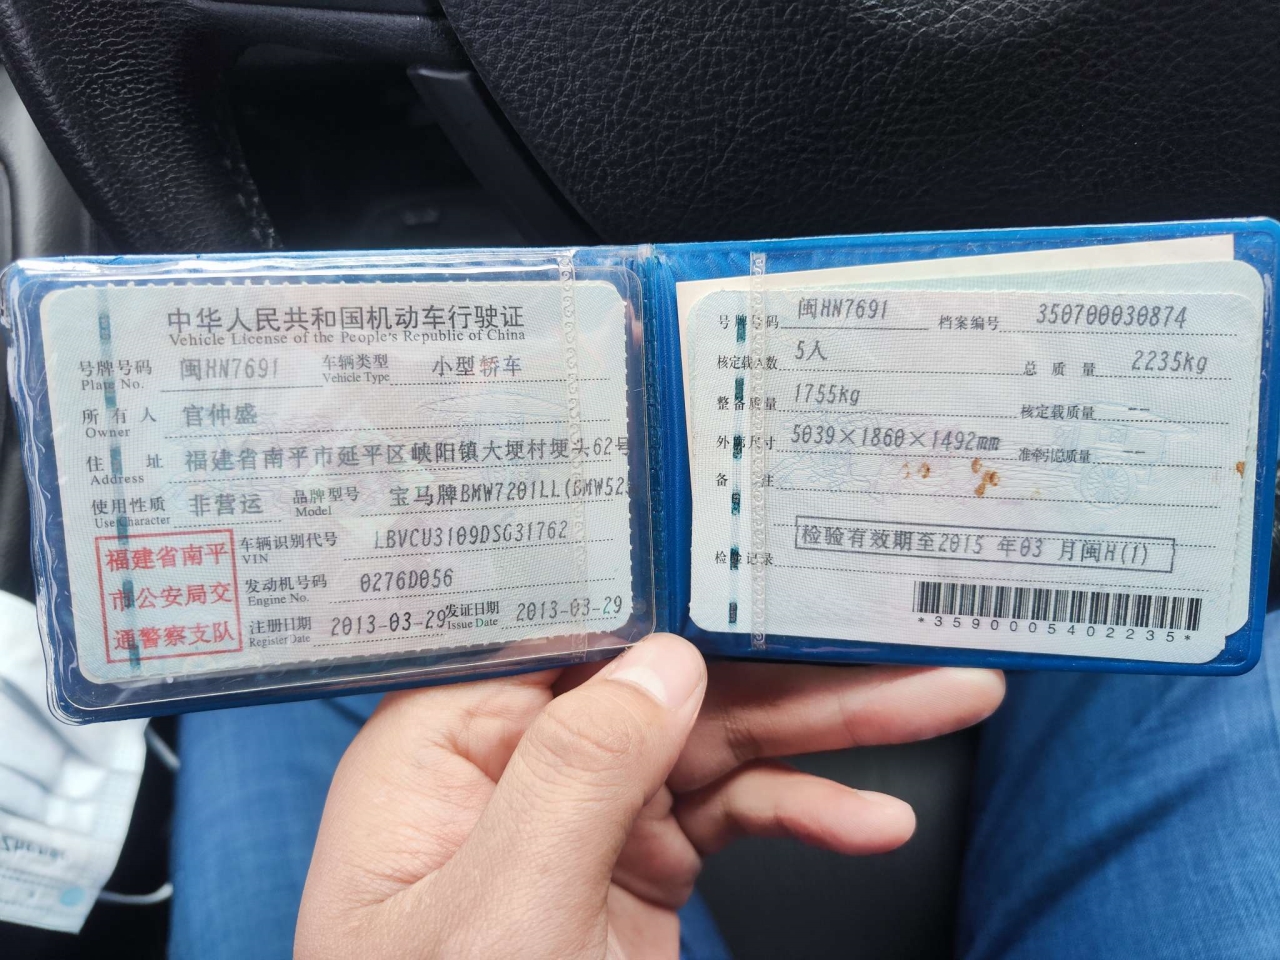 中华人民共和国机动车行驶证
Vehicle License of the People's Republic of China
号牌号码 闽HN7691 车辆类型 小型轿车
Plate No. Vehicle Type
所有人 官仲盛
Owner
住址 福建省南平市延平区峡阳镇大埂村埂头62号
Address
使用性质 非营运 品牌型号 宝马牌BMW7201LL(BMW525
Use Character Model
福建省南平
市公安局交
通警察支队
车辆识别代号 LBVCU3109DSG31762
VIN
发动机号码 0276D056
Engine No.
注册日期 2013-03-29 发证日期 2013-03-29
Register Date Issue Date
号牌号码 闽HN7691 档案编号 350700030874
核定载人数 5人 总质量 2235kg
整备质量 1755kg 核定载质量 --
外廓尺寸 5039×1860×1492mm 准牵引总质量 --
备注
检验记录 检验有效期至2015年03月闽H(1)
*3590005402235*